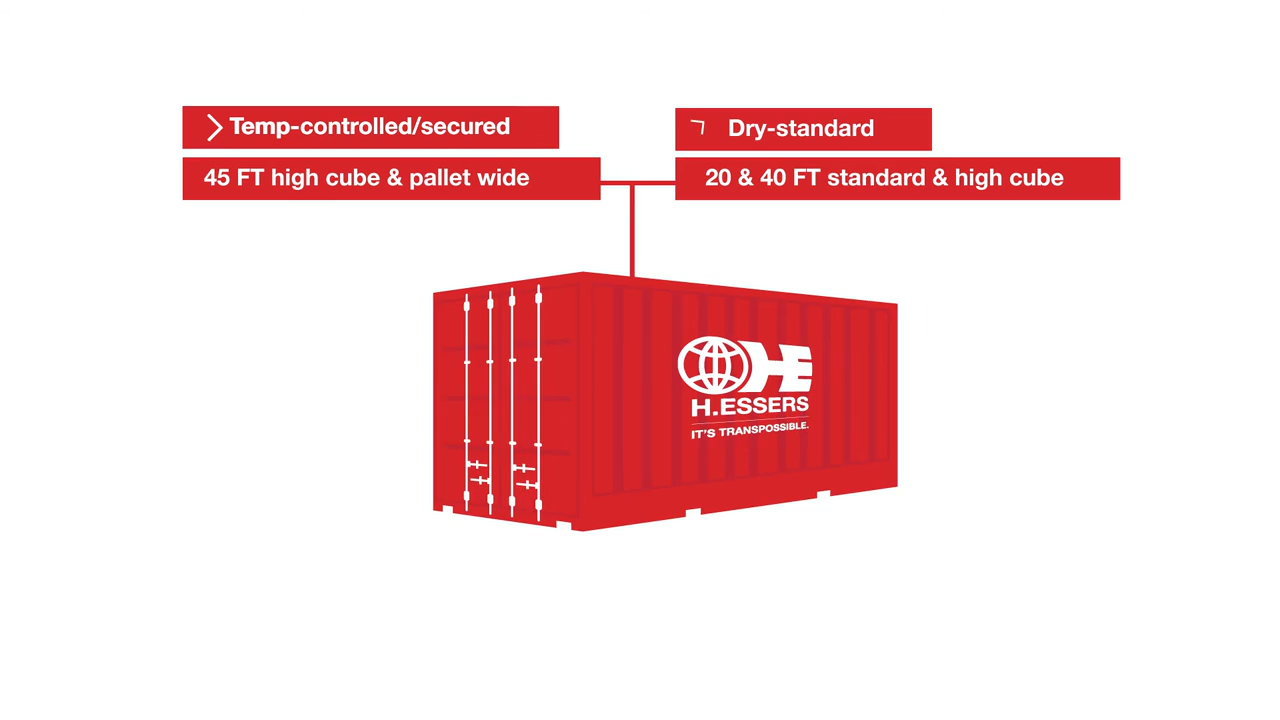 Temp-controlled/secured
45 FT high cube & pallet wide
Dry-standard
20 & 40 FT standard & high cube
HE
H.ESSERS
IT'S TRANSPOSSIBLE.